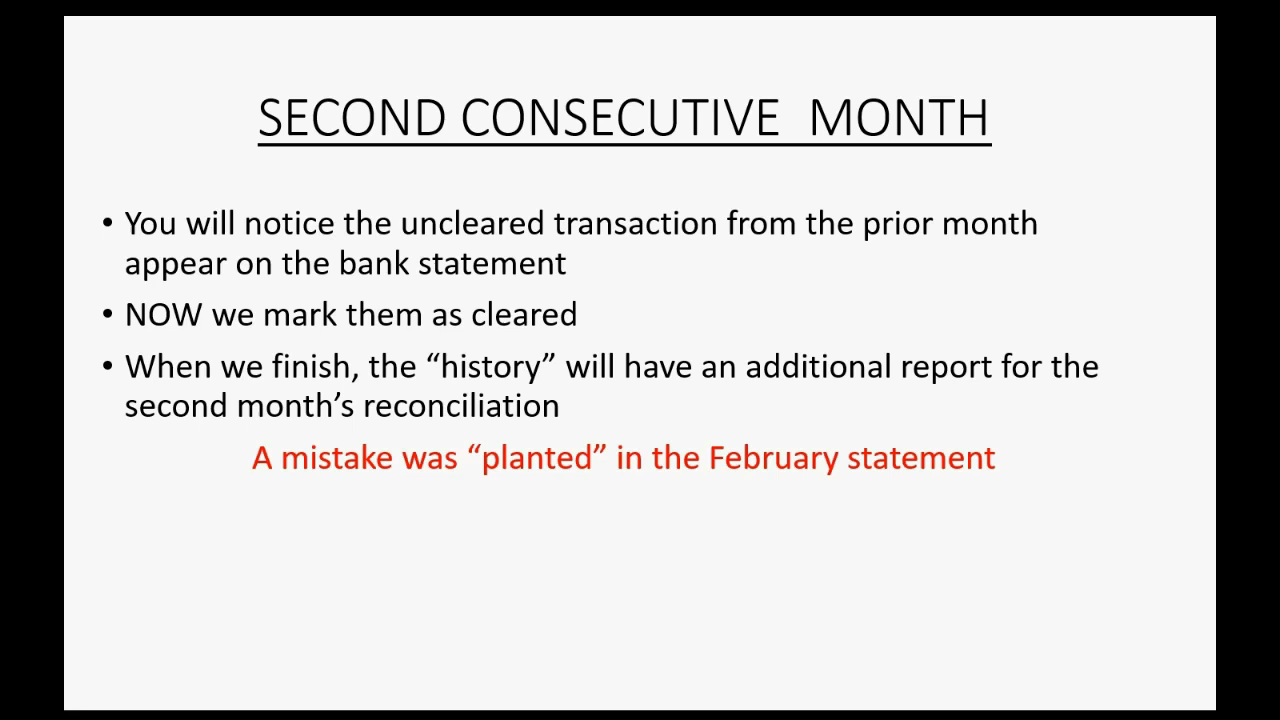 SECOND CONSECUTIVE  MONTH
• You will notice the uncleared transaction from the prior month
appear on the bank statement
• NOW we mark them as cleared
• When we finish, the “history” will have an additional report for the
second month’s reconciliation
A mistake was “planted” in the February statement